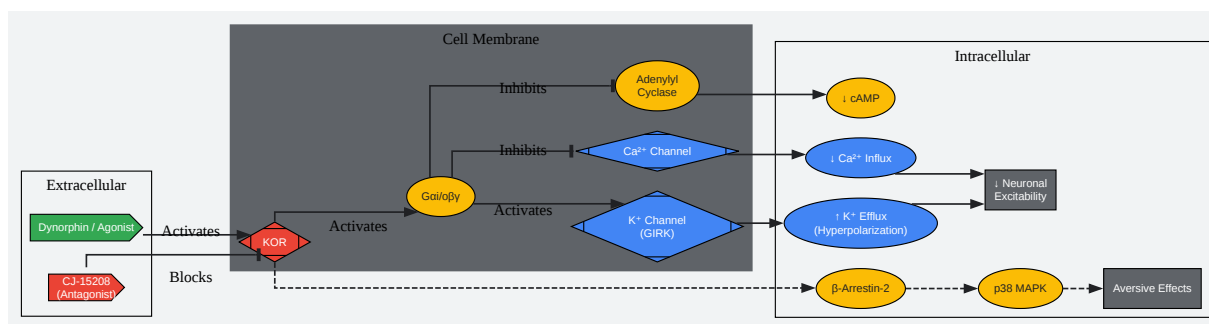 Cell Membrane
Intracellular
Extracellular
Adenylyl
Cyclase
Inhibits
↓ cAMP
Inhibits
Ca²⁺ Channel
↓ Ca²⁺ Influx
↓ Neuronal
Excitability
Gαi/oβγ
Activates
K⁺ Channel
(GIRK)
↑ K⁺ Efflux
(Hyperpolarization)
Dynorphin / Agonist
Activates
KOR
Activates
CJ-15208
(Antagonist)
Blocks
β-Arrestin-2
p38 MAPK
Aversive Effects